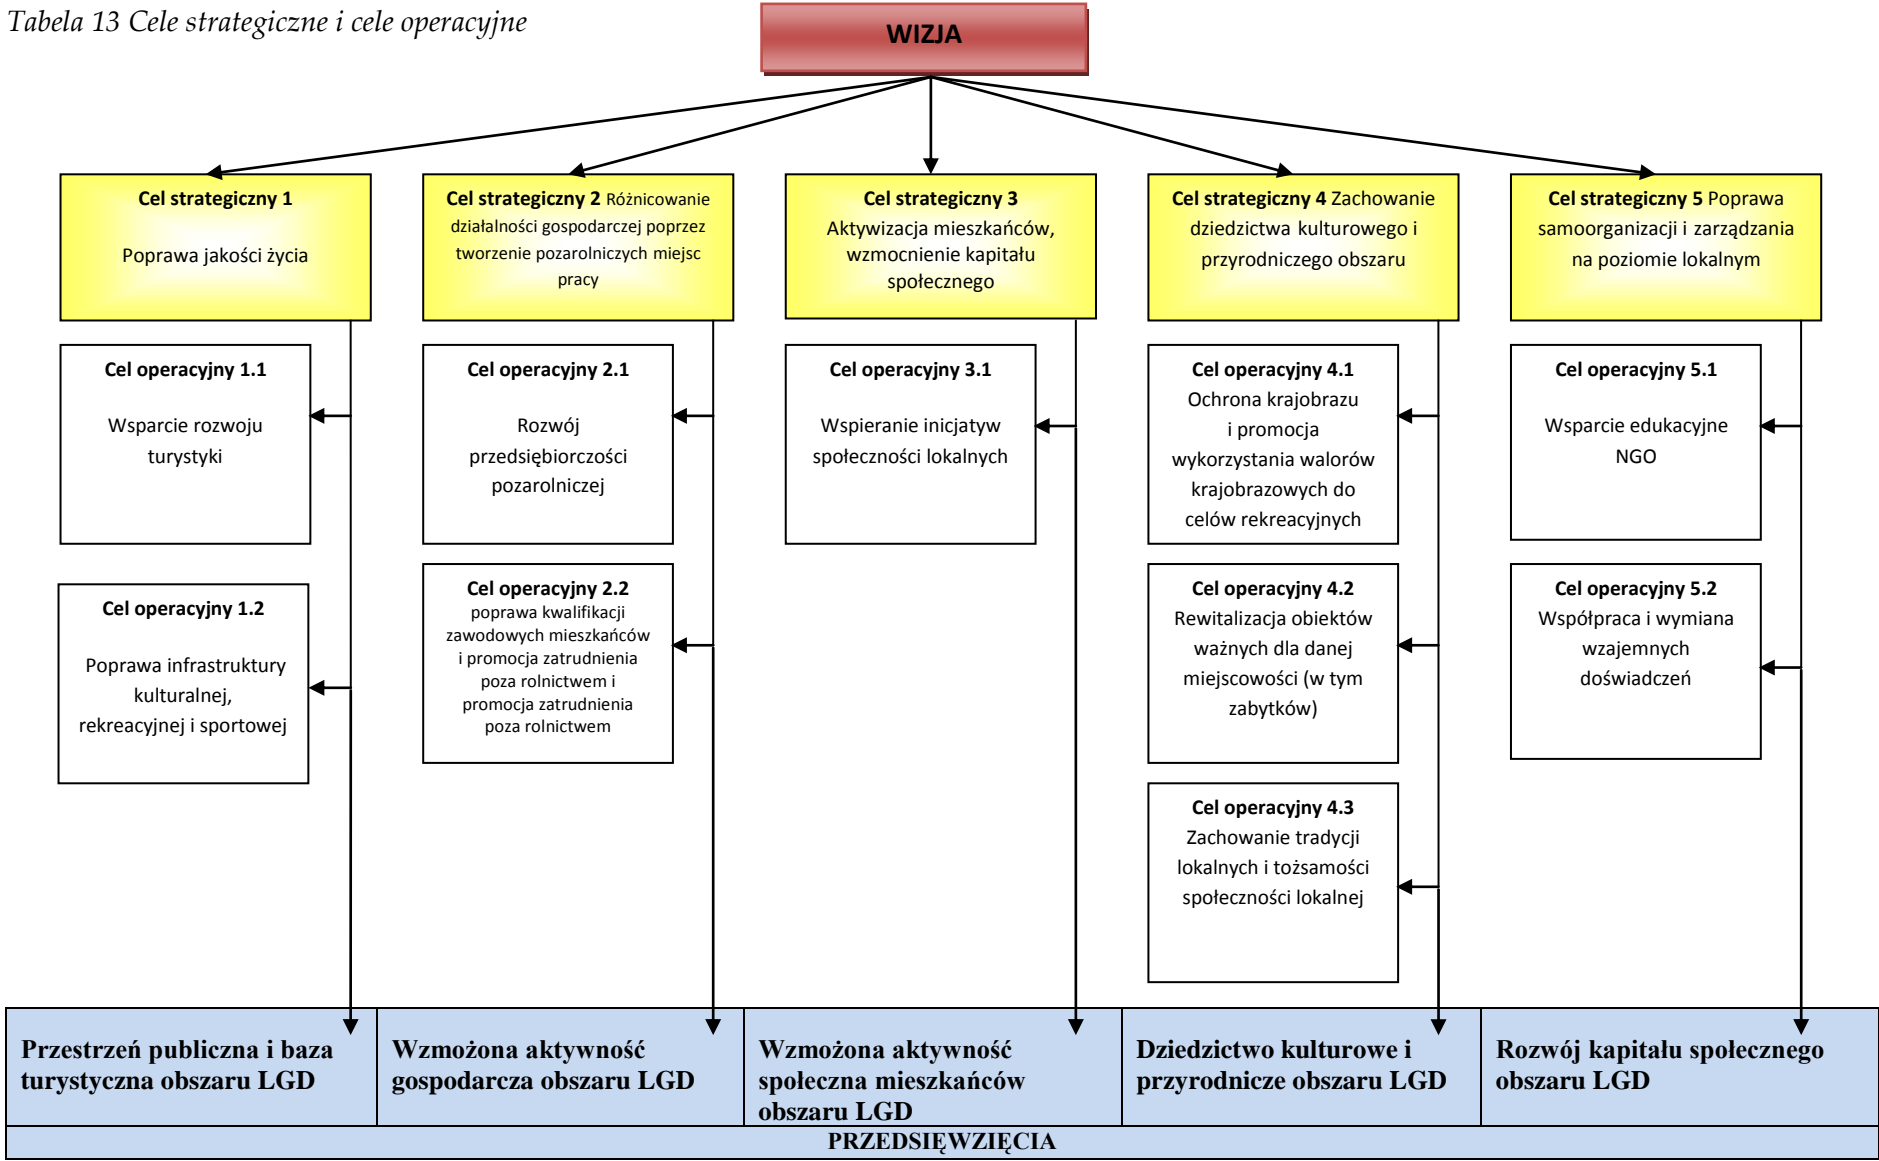 Tabela 13 Cele strategiczne i cele operacyjne
WIZJA
Cel strategiczny 1
Poprawa jakości życia
Cel strategiczny 2 Różnicowanie
działalności gospodarczej poprzez
tworzenie pozarolniczych miejsc
pracy
Cel strategiczny 3
Aktywizacja mieszkańców,
wzmocnienie kapitału
społecznego
Cel strategiczny 4 Zachowanie
dziedzictwa kulturowego i
przyrodniczego obszaru
Cel strategiczny 5 Poprawa
samoorganizacji i zarządzania
na poziomie lokalnym
Cel operacyjny 1.1
Wsparcie rozwoju
turystyki
Cel operacyjny 2.1
Rozwój
przedsiębiorczości
pozarolniczej
Cel operacyjny 3.1
Wspieranie inicjatyw
społeczności lokalnych
Cel operacyjny 4.1
Ochrona krajobrazu
i promocja
wykorzystania walorów
krajobrazowych do
celów rekreacyjnych
Cel operacyjny 5.1
Wsparcie edukacyjne
NGO
Cel operacyjny 1.2
Poprawa infrastruktury
kulturalnej,
rekreacyjnej i sportowej
Cel operacyjny 2.2
poprawa kwalifikacji
zawodowych mieszkańców
i promocja zatrudnienia
poza rolnictwem i
promocja zatrudnienia
poza rolnictwem
Cel operacyjny 4.2
Rewitalizacja obiektów
ważnych dla danej
miejscowości (w tym
zabytków)
Cel operacyjny 5.2
Współpraca i wymiana
wzajemnych
doświadczeń
Cel operacyjny 4.3
Zachowanie tradycji
lokalnych i tożsamości
społeczności lokalnej
Przestrzeń publiczna i baza
turystyczna obszaru LGD
Wzmożona aktywność
gospodarcza obszaru LGD
Wzmożona aktywność
społeczna mieszkańców
obszaru LGD
Dziedzictwo kulturowe i
przyrodnicze obszaru LGD
Rozwój kapitału społecznego
obszaru LGD
PRZEDSIĘWZIĘCIA